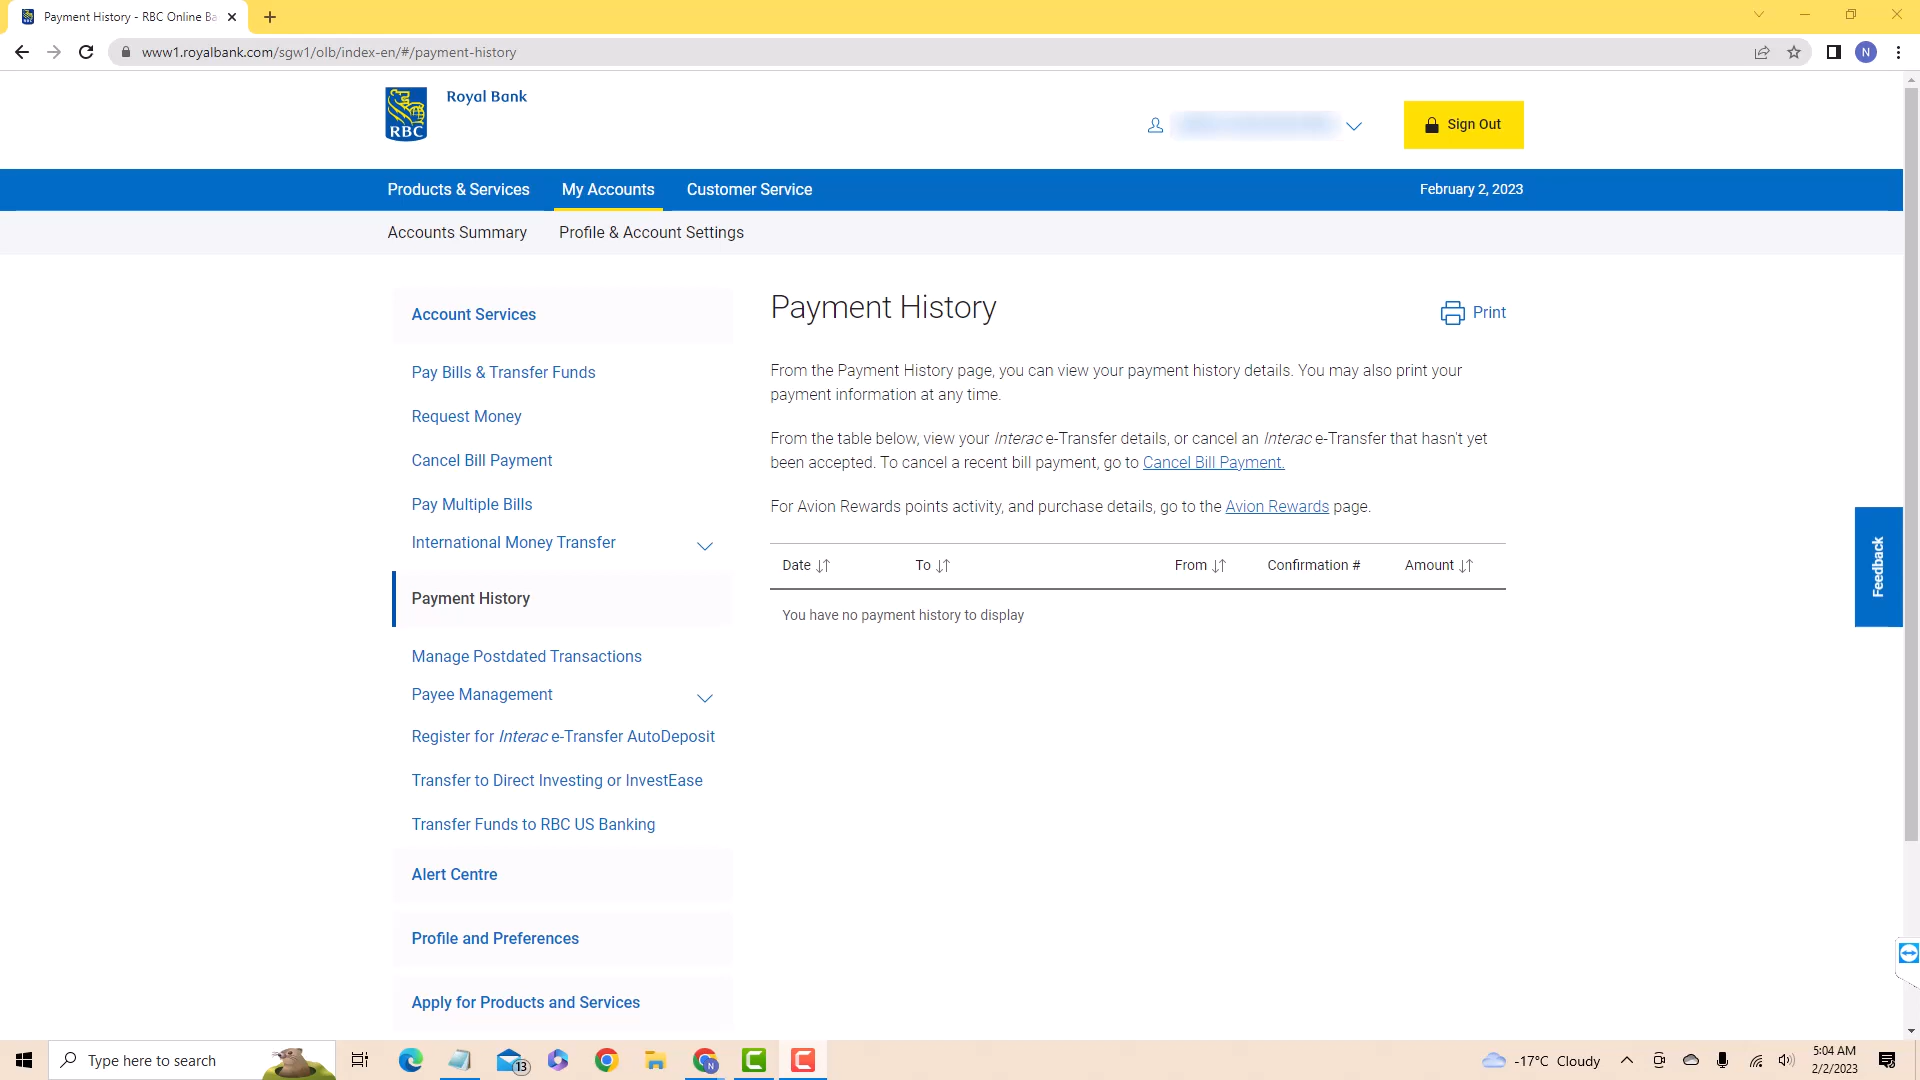 Payment History - RBC Online Ba
www1.royalbank.com/sgw1/olb/index-en/#/payment-history
N
RBC
Royal Bank
Sign Out
Products & Services
My Accounts
Customer Service
February 2, 2023
Accounts Summary
Profile & Account Settings
Account Services
Pay Bills & Transfer Funds
Request Money
Cancel Bill Payment
Pay Multiple Bills
International Money Transfer
Payment History
Manage Postdated Transactions
Payee Management
Register for Interac e-Transfer AutoDeposit
Transfer to Direct Investing or InvestEase
Transfer Funds to RBC US Banking
Alert Centre
Profile and Preferences
Apply for Products and Services
Payment History
Print
From the Payment History page, you can view your payment history details. You may also print your
payment information at any time.
From the table below, view your Interac e-Transfer details, or cancel an Interac e-Transfer that hasn't yet
been accepted. To cancel a recent bill payment, go to Cancel Bill Payment.
For Avion Rewards points activity, and purchase details, go to the Avion Rewards page.
Date To From Confirmation # Amount
You have no payment history to display
Feedback
Type here to search
13
N
-17°C Cloudy
5:04 AM
2/2/2023